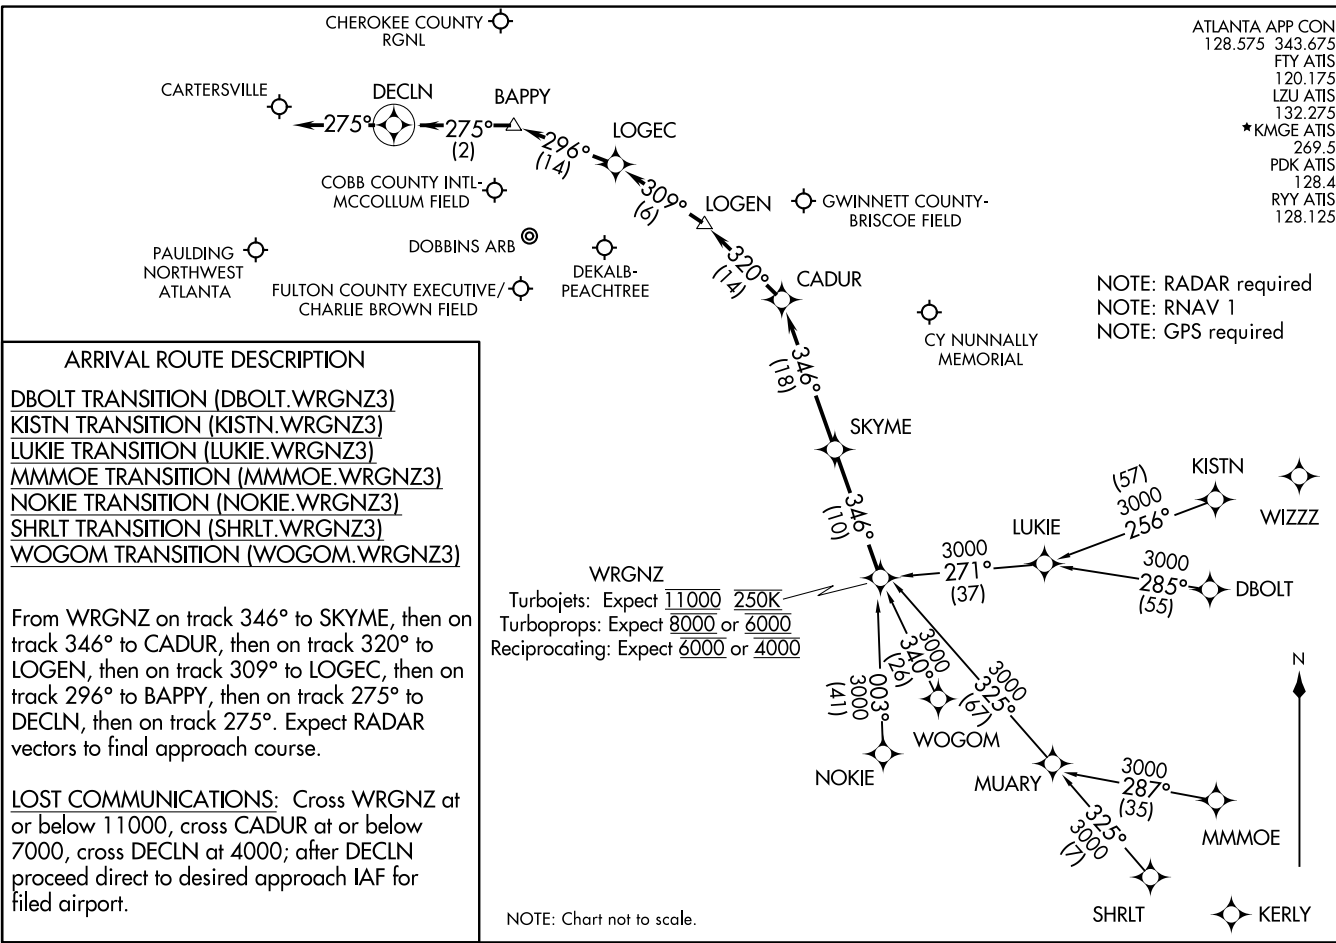 CHEROKEE COUNTY
RGNL
ATLANTA APP CON
128.575 343.675
FTY ATIS
120.175
LZU ATIS
132.275
★KMGE ATIS
269.5
PDK ATIS
128.4
RYY ATIS
128.125
CARTERSVILLE
DECLN
BAPPY
LOGEC
275°
275°
(2)
296°
(14)
309°
(6)
LOGEN
COBB COUNTY INTL-
MCCOLLUM FIELD
GWINNETT COUNTY-
BRISCOE FIELD
DOBBINS ARB
PAULDING
NORTHWEST
ATLANTA
DEKALB-
PEACHTREE
FULTON COUNTY EXECUTIVE/
CHARLIE BROWN FIELD
320°
(14)
CADUR
NOTE: RADAR required
NOTE: RNAV 1
NOTE: GPS required
CY NUNNALLY
MEMORIAL
346°
(18)
SKYME
346°
(10)
ARRIVAL ROUTE DESCRIPTION
DBOLT TRANSITION (DBOLT.WRGNZ3)
KISTN TRANSITION (KISTN.WRGNZ3)
LUKIE TRANSITION (LUKIE.WRGNZ3)
MMMOE TRANSITION (MMMOE.WRGNZ3)
NOKIE TRANSITION (NOKIE.WRGNZ3)
SHRLT TRANSITION (SHRLT.WRGNZ3)
WOGOM TRANSITION (WOGOM.WRGNZ3)
From WRGNZ on track 346° to SKYME, then on
track 346° to CADUR, then on track 320° to
LOGEN, then on track 309° to LOGEC, then on
track 296° to BAPPY, then on track 275° to
DECLN, then on track 275°. Expect RADAR
vectors to final approach course.
LOST COMMUNICATIONS: Cross WRGNZ at
or below 11000, cross CADUR at or below
7000, cross DECLN at 4000; after DECLN
proceed direct to desired approach IAF for
filed airport.
KISTN
WIZZZ
(57)
3000
256°
LUKIE
3000
271°
(37)
3000
285°
(55)
DBOLT
WRGNZ
Turbojets: Expect 11000 250K
Turboprops: Expect 8000 or 6000
Reciprocating: Expect 6000 or 4000
003°
3000
(41)
3000
340°
(26)
3000
325°
(67)
N
NOKIE
WOGOM
MUARY
3000
287°
(35)
MMMOE
325°
3000
(7)
SHRLT
KERLY
NOTE: Chart not to scale.